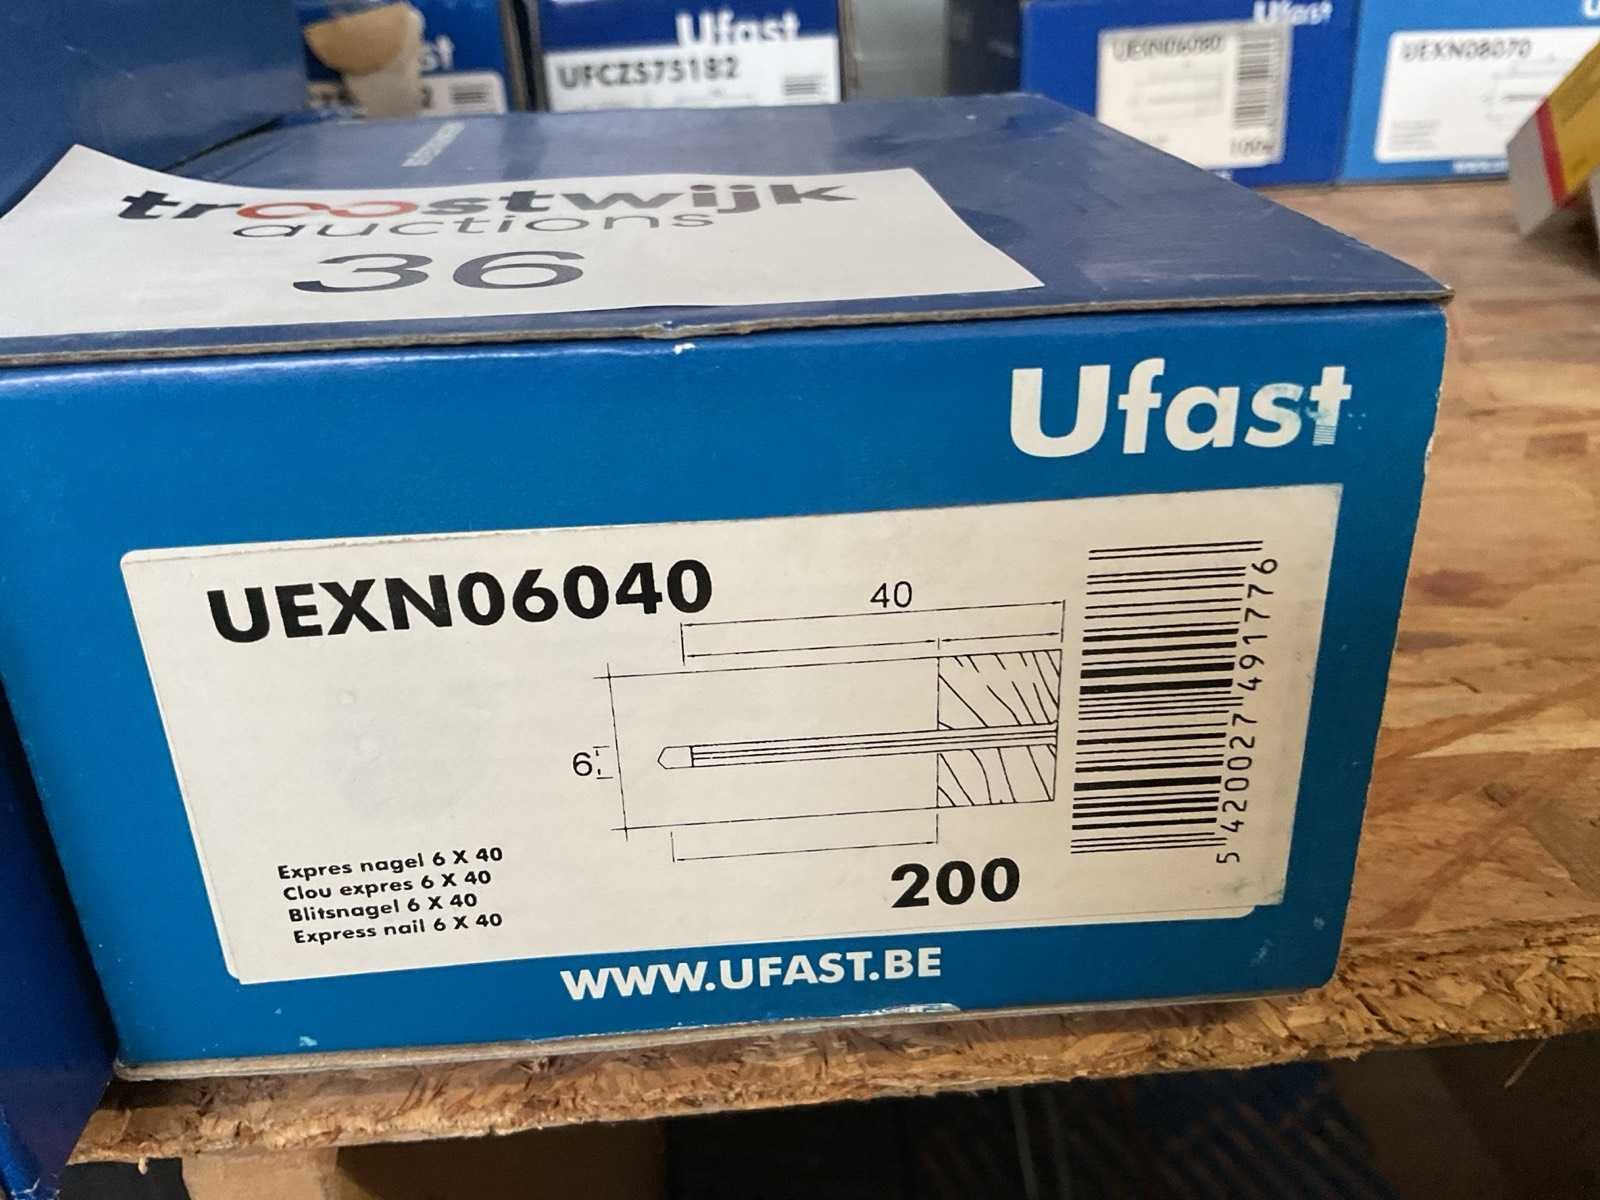 Ufast
UFCZS75182
Ufast
UEXN06080
UEXN08070
troostwijk
auctions
36
Ufast
UEXN06040
40
6
5 420027 491776
Expres nagel 6 X 40
Clou expres 6 X 40
Blitsnagel 6 X 40
Express nail 6 X 40
200
WWW.UFAST.BE